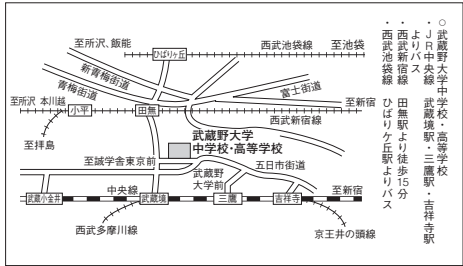 ○武蔵野大学中学校・高等学校
・JR中央線　武蔵境駅・三鷹駅・吉祥寺駅
よりバス
・西武新宿線　田無駅より徒歩15分
・西武池袋線　ひばりケ丘駅よりバス
至所沢、飯能
ひばりヶ丘
西武池袋線
至池袋
新青梅街道
青梅街道
富士街道
至所沢 本川越
小平
田無
至新宿
西武新宿線
至拝島
武蔵野大学
中学校・高等学校
至誠学舎東京前
武蔵野
大学前
五日市街道
中央線
至新宿
武蔵小金井
武蔵境
三鷹
吉祥寺
西武多摩川線
京王井の頭線